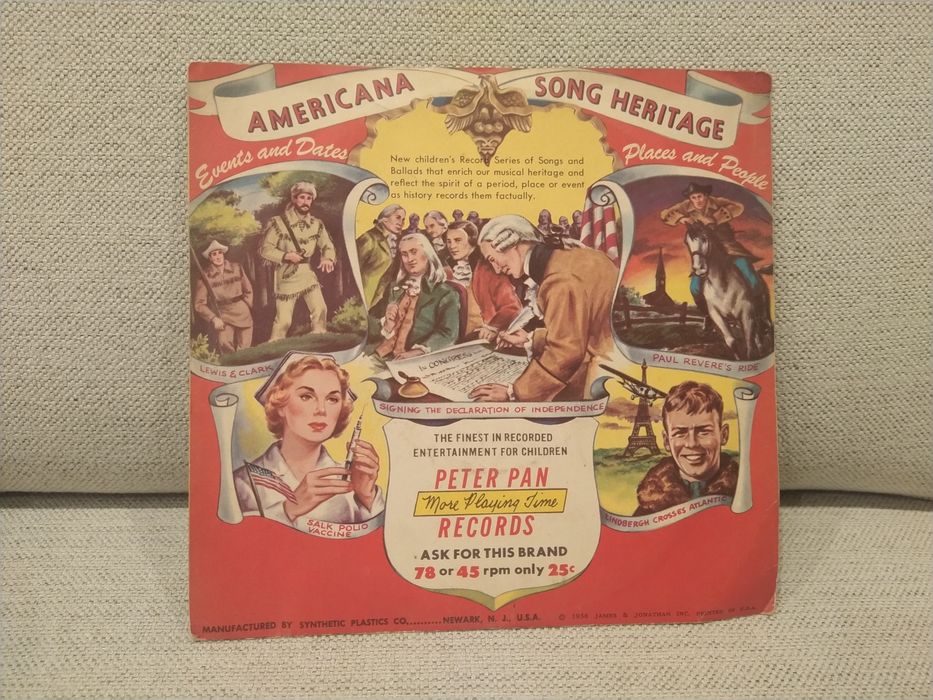 AMERICANA SONG HERITAGE
Events and Dates
Places and People
New children's Record Series of Songs and
Ballads that enrich our musical heritage and
reflect the spirit of a period, place or event
as history records them factually.
LEWIS & CLARK
PAUL REVERE'S RIDE
IN CONGRESS
SIGNING THE DECLARATION OF INDEPENDENCE
SALK POLIO
VACCINE
LINDBERGH CROSSES ATLANTIC
THE FINEST IN RECORDED
ENTERTAINMENT FOR CHILDREN
PETER PAN
More Playing Time
RECORDS
ASK FOR THIS BRAND
78 or 45 rpm only 25c
MANUFACTURED BY SYNTHETIC PLASTICS CO..........NEWARK, N. J., U.S.A. © 1956 JAMES & JONATHAN INC. PRINTED IN U.S.A.